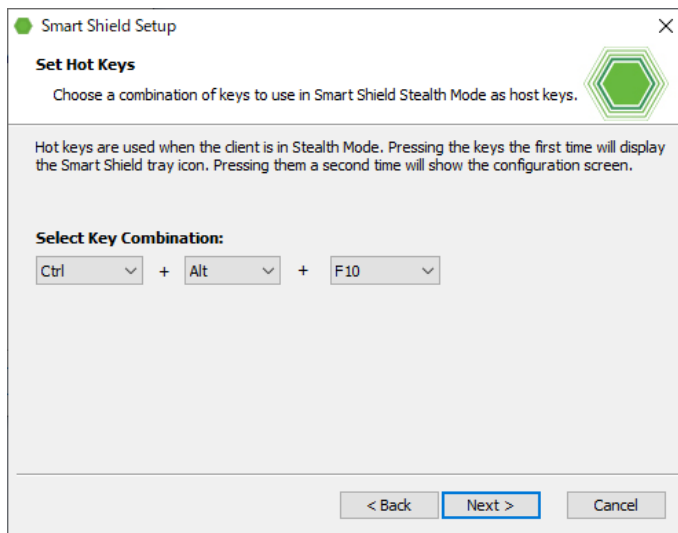 Smart Shield Setup
Set Hot Keys
Choose a combination of keys to use in Smart Shield Stealth Mode as host keys.
Hot keys are used when the client is in Stealth Mode. Pressing the keys the first time will display
the Smart Shield tray icon. Pressing them a second time will show the configuration screen.
Select Key Combination:
Ctrl + Alt + F10
< Back Next > Cancel